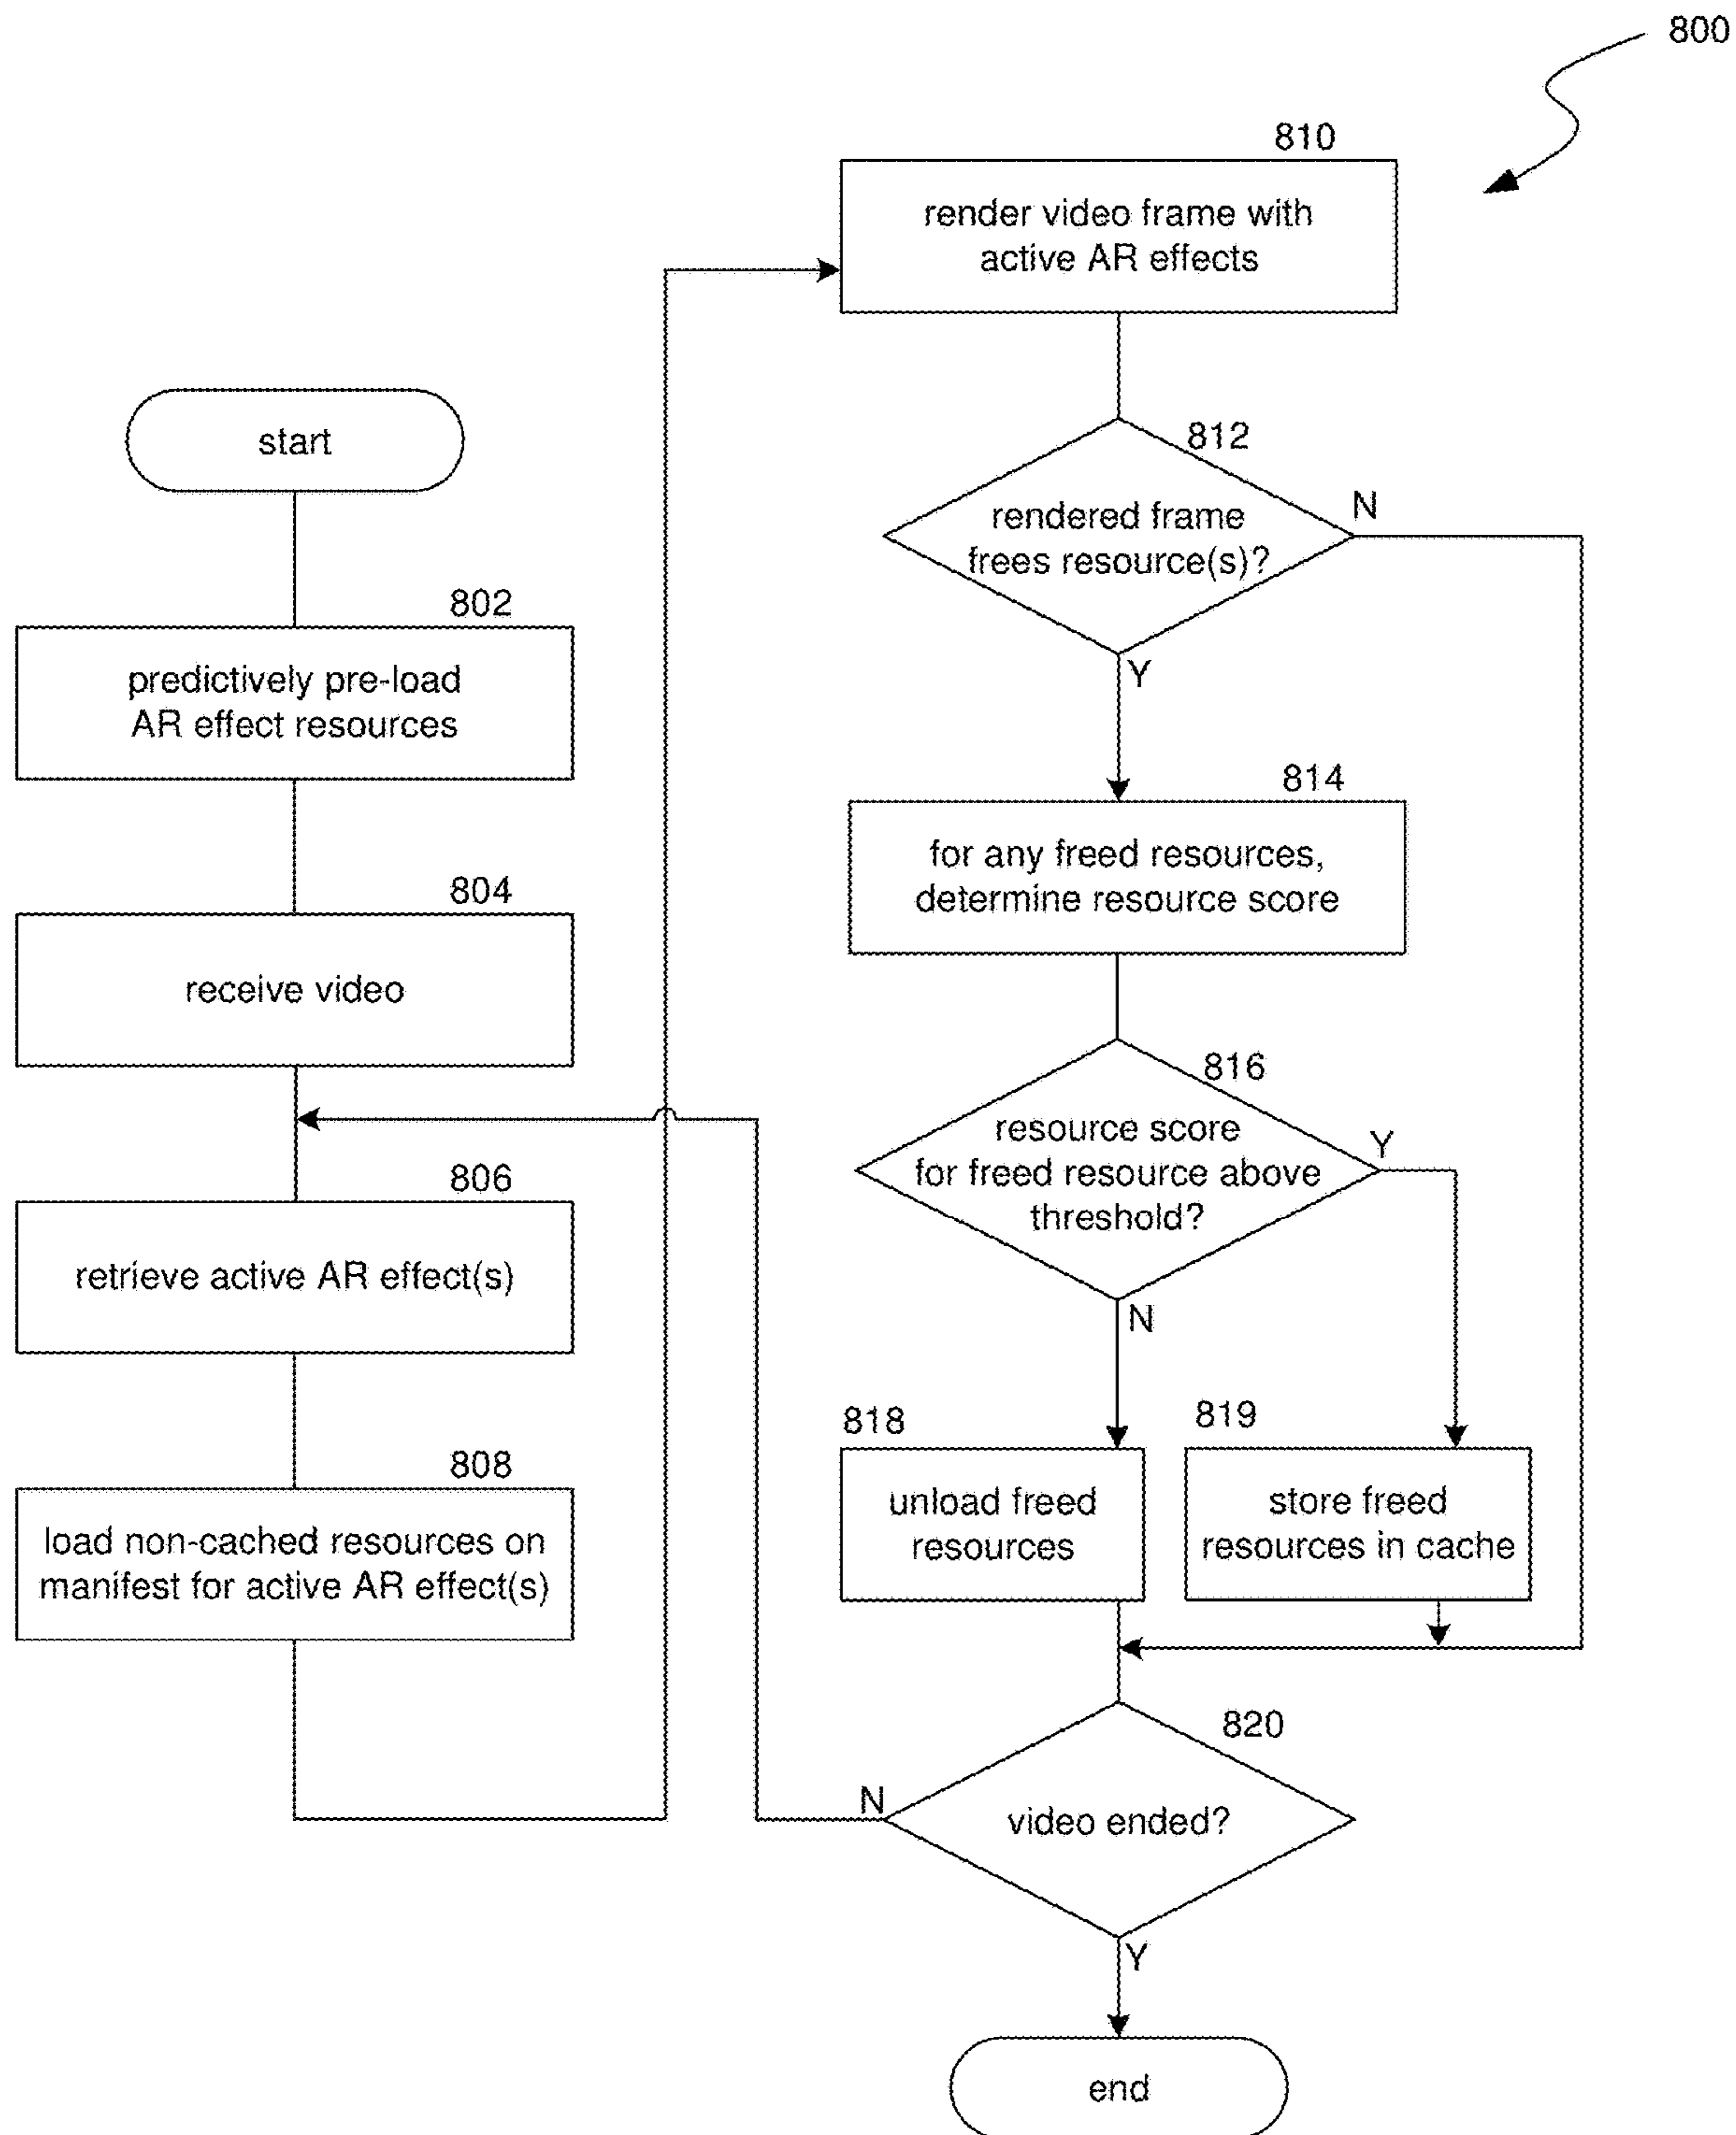 800
start
802
predictively pre-load
AR effect resources
804
receive video
806
retrieve active AR effect(s)
808
load non-cached resources on
manifest for active AR effect(s)
810
render video frame with
active AR effects
812
rendered frame
frees resource(s)?
N
Y
814
for any freed resources,
determine resource score
816
resource score
for freed resource above
threshold?
Y
N
818
unload freed
resources
819
store freed
resources in cache
820
video ended?
N
Y
end